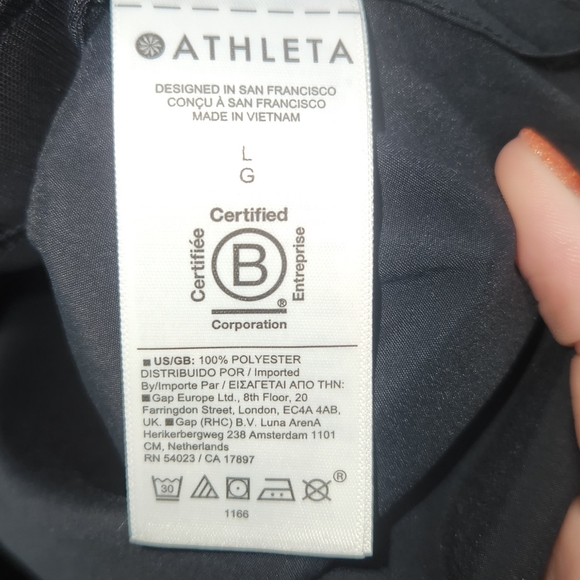 ATHLETA
DESIGNED IN SAN FRANCISCO
CONÇU À SAN FRANCISCO
MADE IN VIETNAM
L
G
Certified
Certifiée
B
Entreprise
®
Corporation
US/GB: 100% POLYESTER
DISTRIBUIDO POR / Imported
By/Importe Par / ΕΙΣΑΓΕΤΑΙ ΑΠΟ ΤΗΝ:
Gap Europe Ltd., 8th Floor, 20
Farringdon Street, London, EC4A 4AB,
UK. Gap (RHC) B.V. Luna ArenA
Herikerbergweg 238 Amsterdam 1101
CM, Netherlands
RN 54023 / CA 17897
30
®
1166